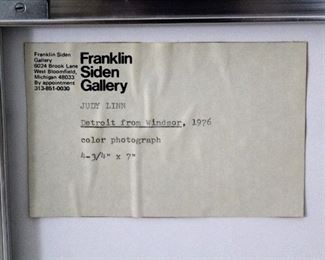 Franklin Siden
Gallery
6024 Brook Lane
West Bloomfield,
Michigan 48033
By appointment
313-851-0030
Franklin
Siden
Gallery
JUDY LINN
Detroit from Windsor, 1976
color photograph
4-3/4" x 7"